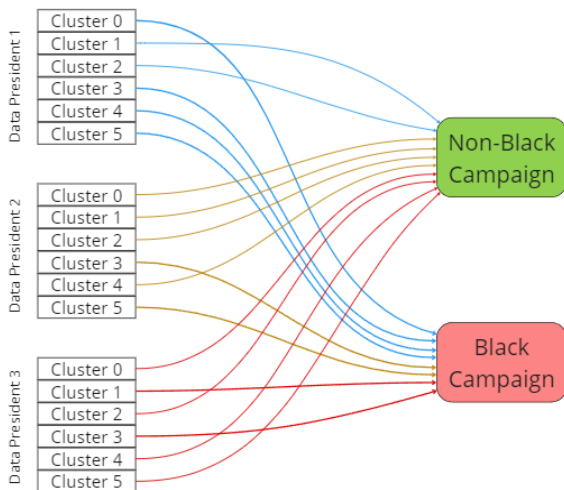 Data President 1
Cluster 0
Cluster 1
Cluster 2
Cluster 3
Cluster 4
Cluster 5
Data President 2
Cluster 0
Cluster 1
Cluster 2
Cluster 3
Cluster 4
Cluster 5
Data President 3
Cluster 0
Cluster 1
Cluster 2
Cluster 3
Cluster 4
Cluster 5
Non-Black
Campaign
Black
Campaign